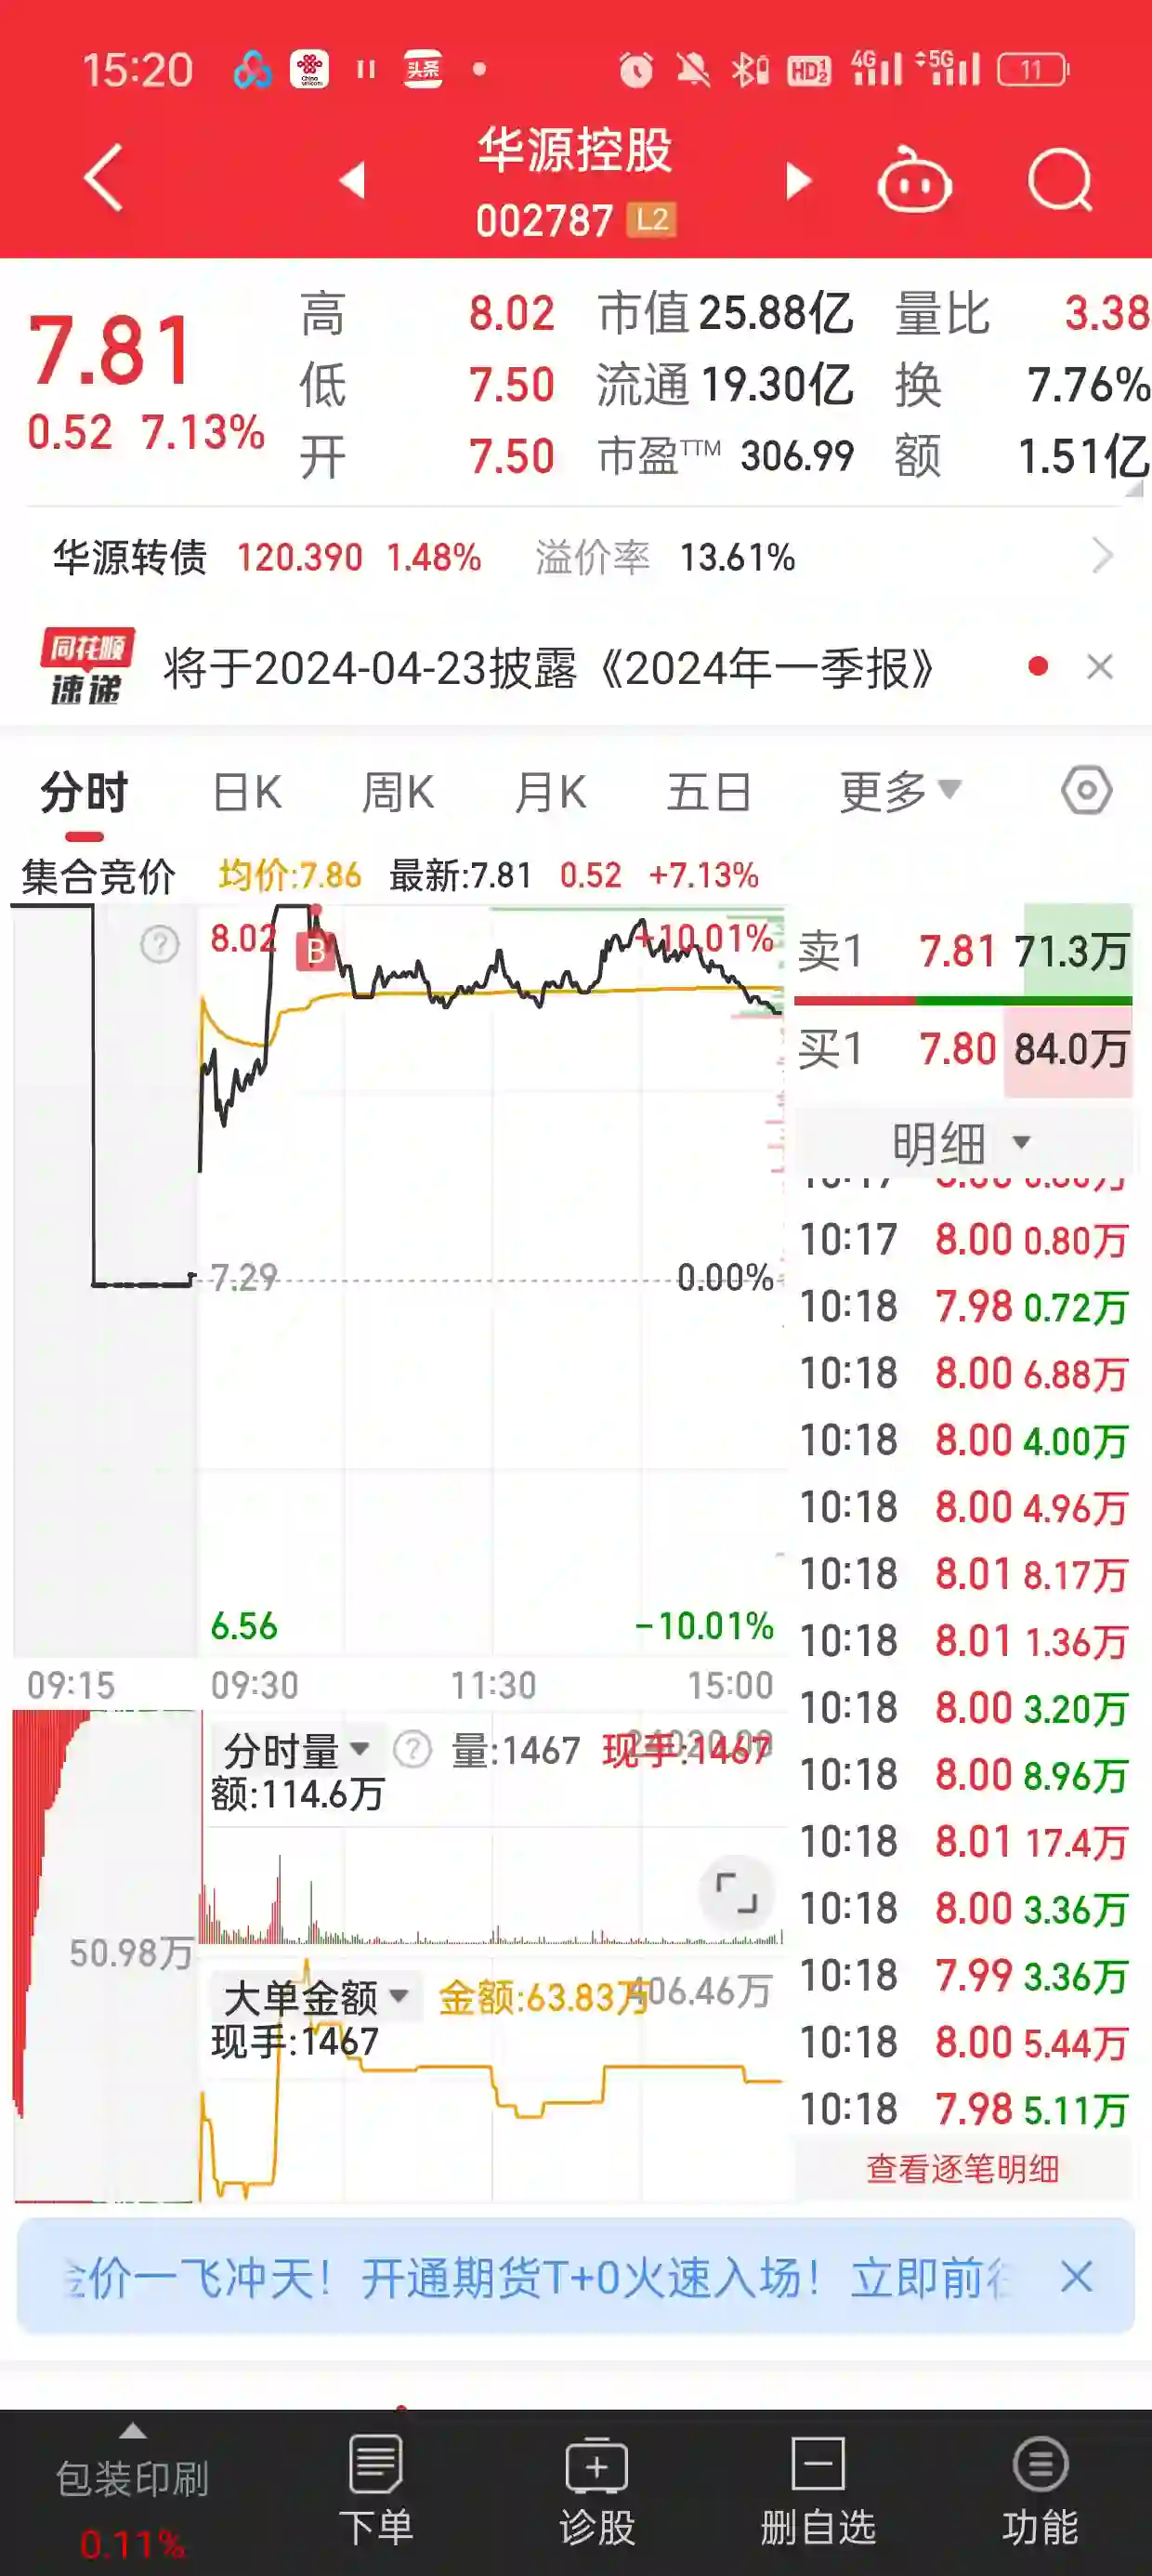 15:20 China unicom 头条 HD 1 2 4G 5G 11
华源控股
002787 L2
7.81
0.52 7.13%
高 8.02 市值 25.88亿 量比 3.38
低 7.50 流通 19.30亿 换 7.76%
开 7.50 市盈TTM 306.99 额 1.51亿
华源转债 120.390 1.48% 溢价率 13.61%
同花顺
速递
将于2024-04-23披露《2024年一季报》
分时 日K 周K 月K 五日 更多
集合竞价 均价:7.86 最新:7.81 0.52 +7.13%
? 8.02 B +10.01%
7.29 0.00%
6.56 -10.01%
09:15 09:30 11:30 15:00
卖1 7.81 71.3万
买1 7.80 84.0万
明细
10:17 8.00 0.80万
10:18 7.98 0.72万
10:18 8.00 6.88万
10:18 8.00 4.00万
10:18 8.00 4.96万
10:18 8.01 8.17万
10:18 8.01 1.36万
10:18 8.00 3.20万
10:18 8.00 8.96万
10:18 8.01 17.4万
10:18 8.00 3.36万
10:18 7.99 3.36万
10:18 8.00 5.44万
10:18 7.98 5.11万
查看逐笔明细
分时量 ? 量:1467 现手:1467
额:114.6万
50.98万
大单金额 金额:63.83万 406.46万
现手:1467
金价一飞冲天！开通期货T+0火速入场！立即前往
包装印刷
0.11%
下单
诊股
删自选
功能